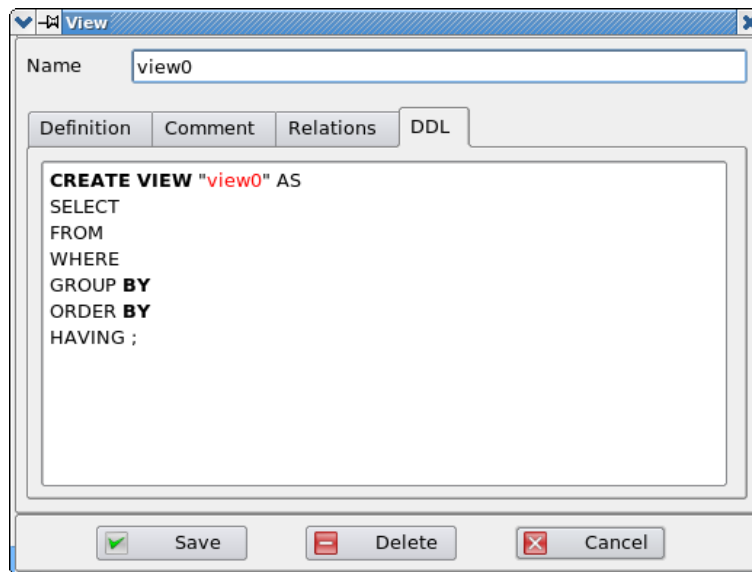 View
Name view0
Definition Comment Relations DDL
CREATE VIEW "view0" AS
SELECT
FROM
WHERE
GROUP BY
ORDER BY
HAVING ;
Save Delete Cancel